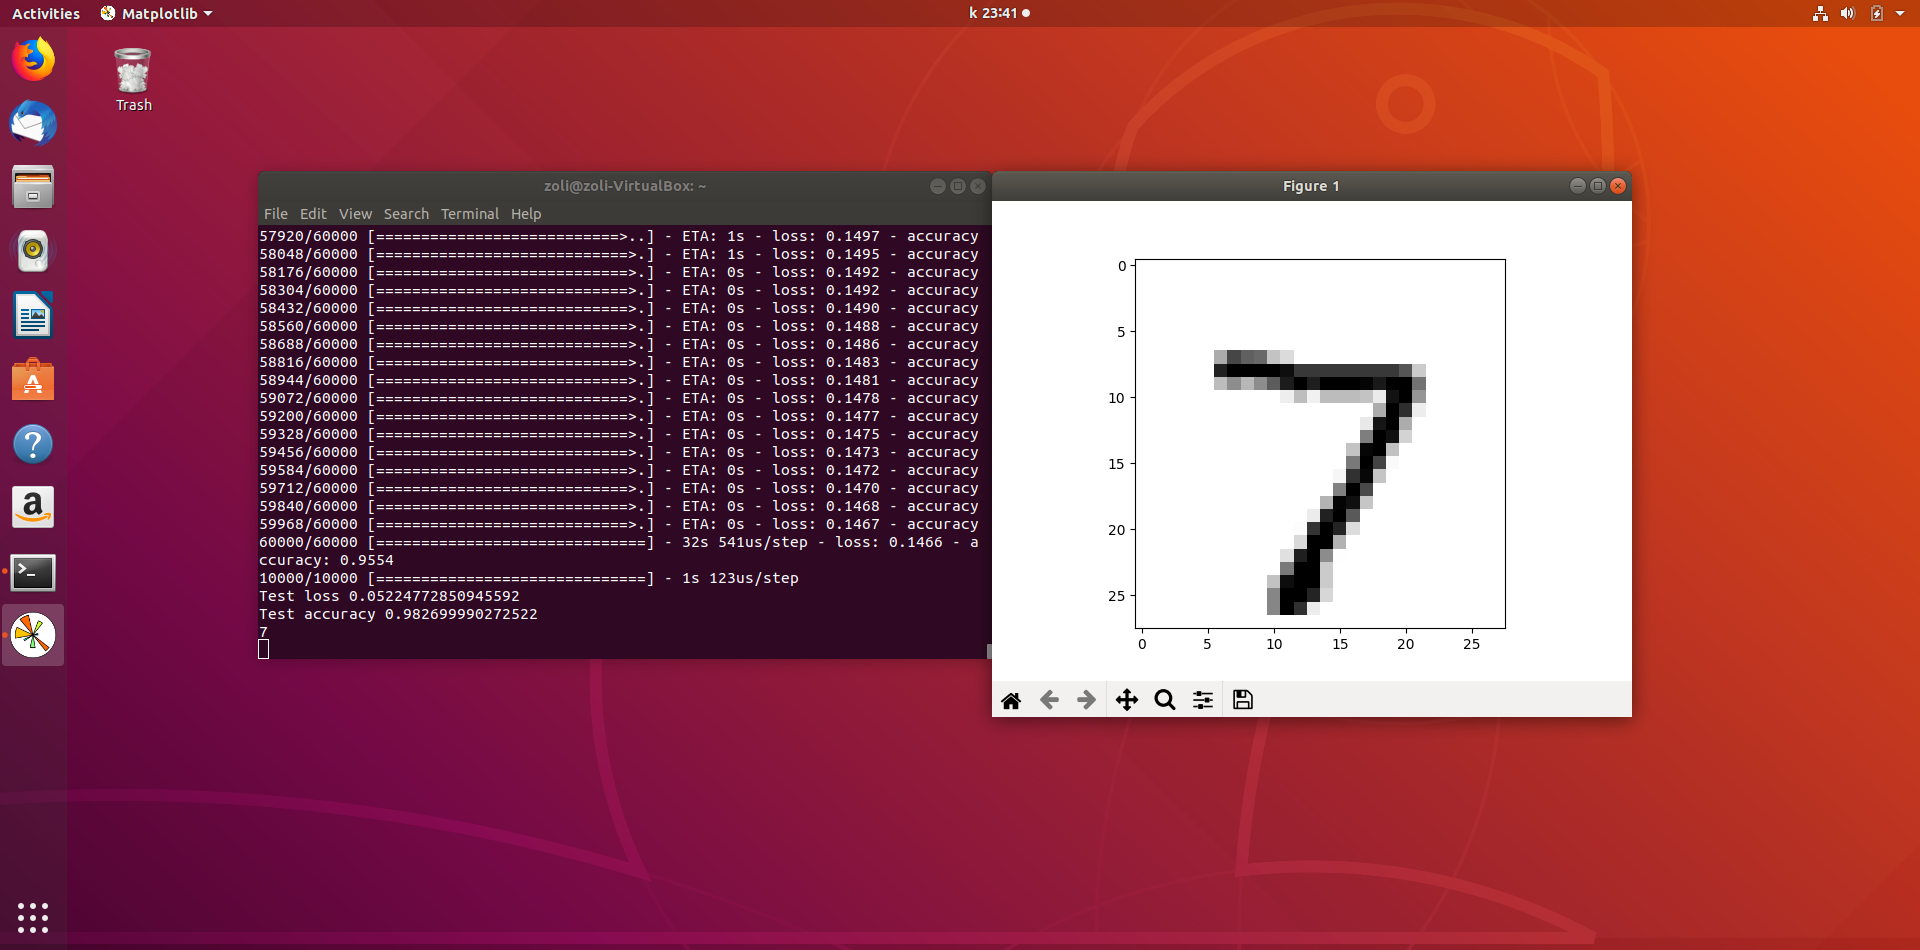 Activities
Matplotlib
k 23:41
Trash
zoli@zoli-VirtualBox: ~
File Edit View Search Terminal Help
57920/60000 [===========================>..] - ETA: 1s - loss: 0.1497 - accuracy
58048/60000 [============================>.] - ETA: 1s - loss: 0.1495 - accuracy
58176/60000 [============================>.] - ETA: 0s - loss: 0.1492 - accuracy
58304/60000 [============================>.] - ETA: 0s - loss: 0.1492 - accuracy
58432/60000 [============================>.] - ETA: 0s - loss: 0.1490 - accuracy
58560/60000 [============================>.] - ETA: 0s - loss: 0.1488 - accuracy
58688/60000 [============================>.] - ETA: 0s - loss: 0.1486 - accuracy
58816/60000 [============================>.] - ETA: 0s - loss: 0.1483 - accuracy
58944/60000 [============================>.] - ETA: 0s - loss: 0.1481 - accuracy
59072/60000 [============================>.] - ETA: 0s - loss: 0.1478 - accuracy
59200/60000 [============================>.] - ETA: 0s - loss: 0.1477 - accuracy
59328/60000 [============================>.] - ETA: 0s - loss: 0.1475 - accuracy
59456/60000 [============================>.] - ETA: 0s - loss: 0.1473 - accuracy
59584/60000 [============================>.] - ETA: 0s - loss: 0.1472 - accuracy
59712/60000 [============================>.] - ETA: 0s - loss: 0.1470 - accuracy
59840/60000 [============================>.] - ETA: 0s - loss: 0.1468 - accuracy
59968/60000 [============================>.] - ETA: 0s - loss: 0.1467 - accuracy
60000/60000 [==============================] - 32s 541us/step - loss: 0.1466 - a
ccuracy: 0.9554
10000/10000 [==============================] - 1s 123us/step
Test loss 0.05224772850945592
Test accuracy 0.982699990272522
7
Figure 1
0
5
10
15
20
25
7
0 5 10 15 20 25